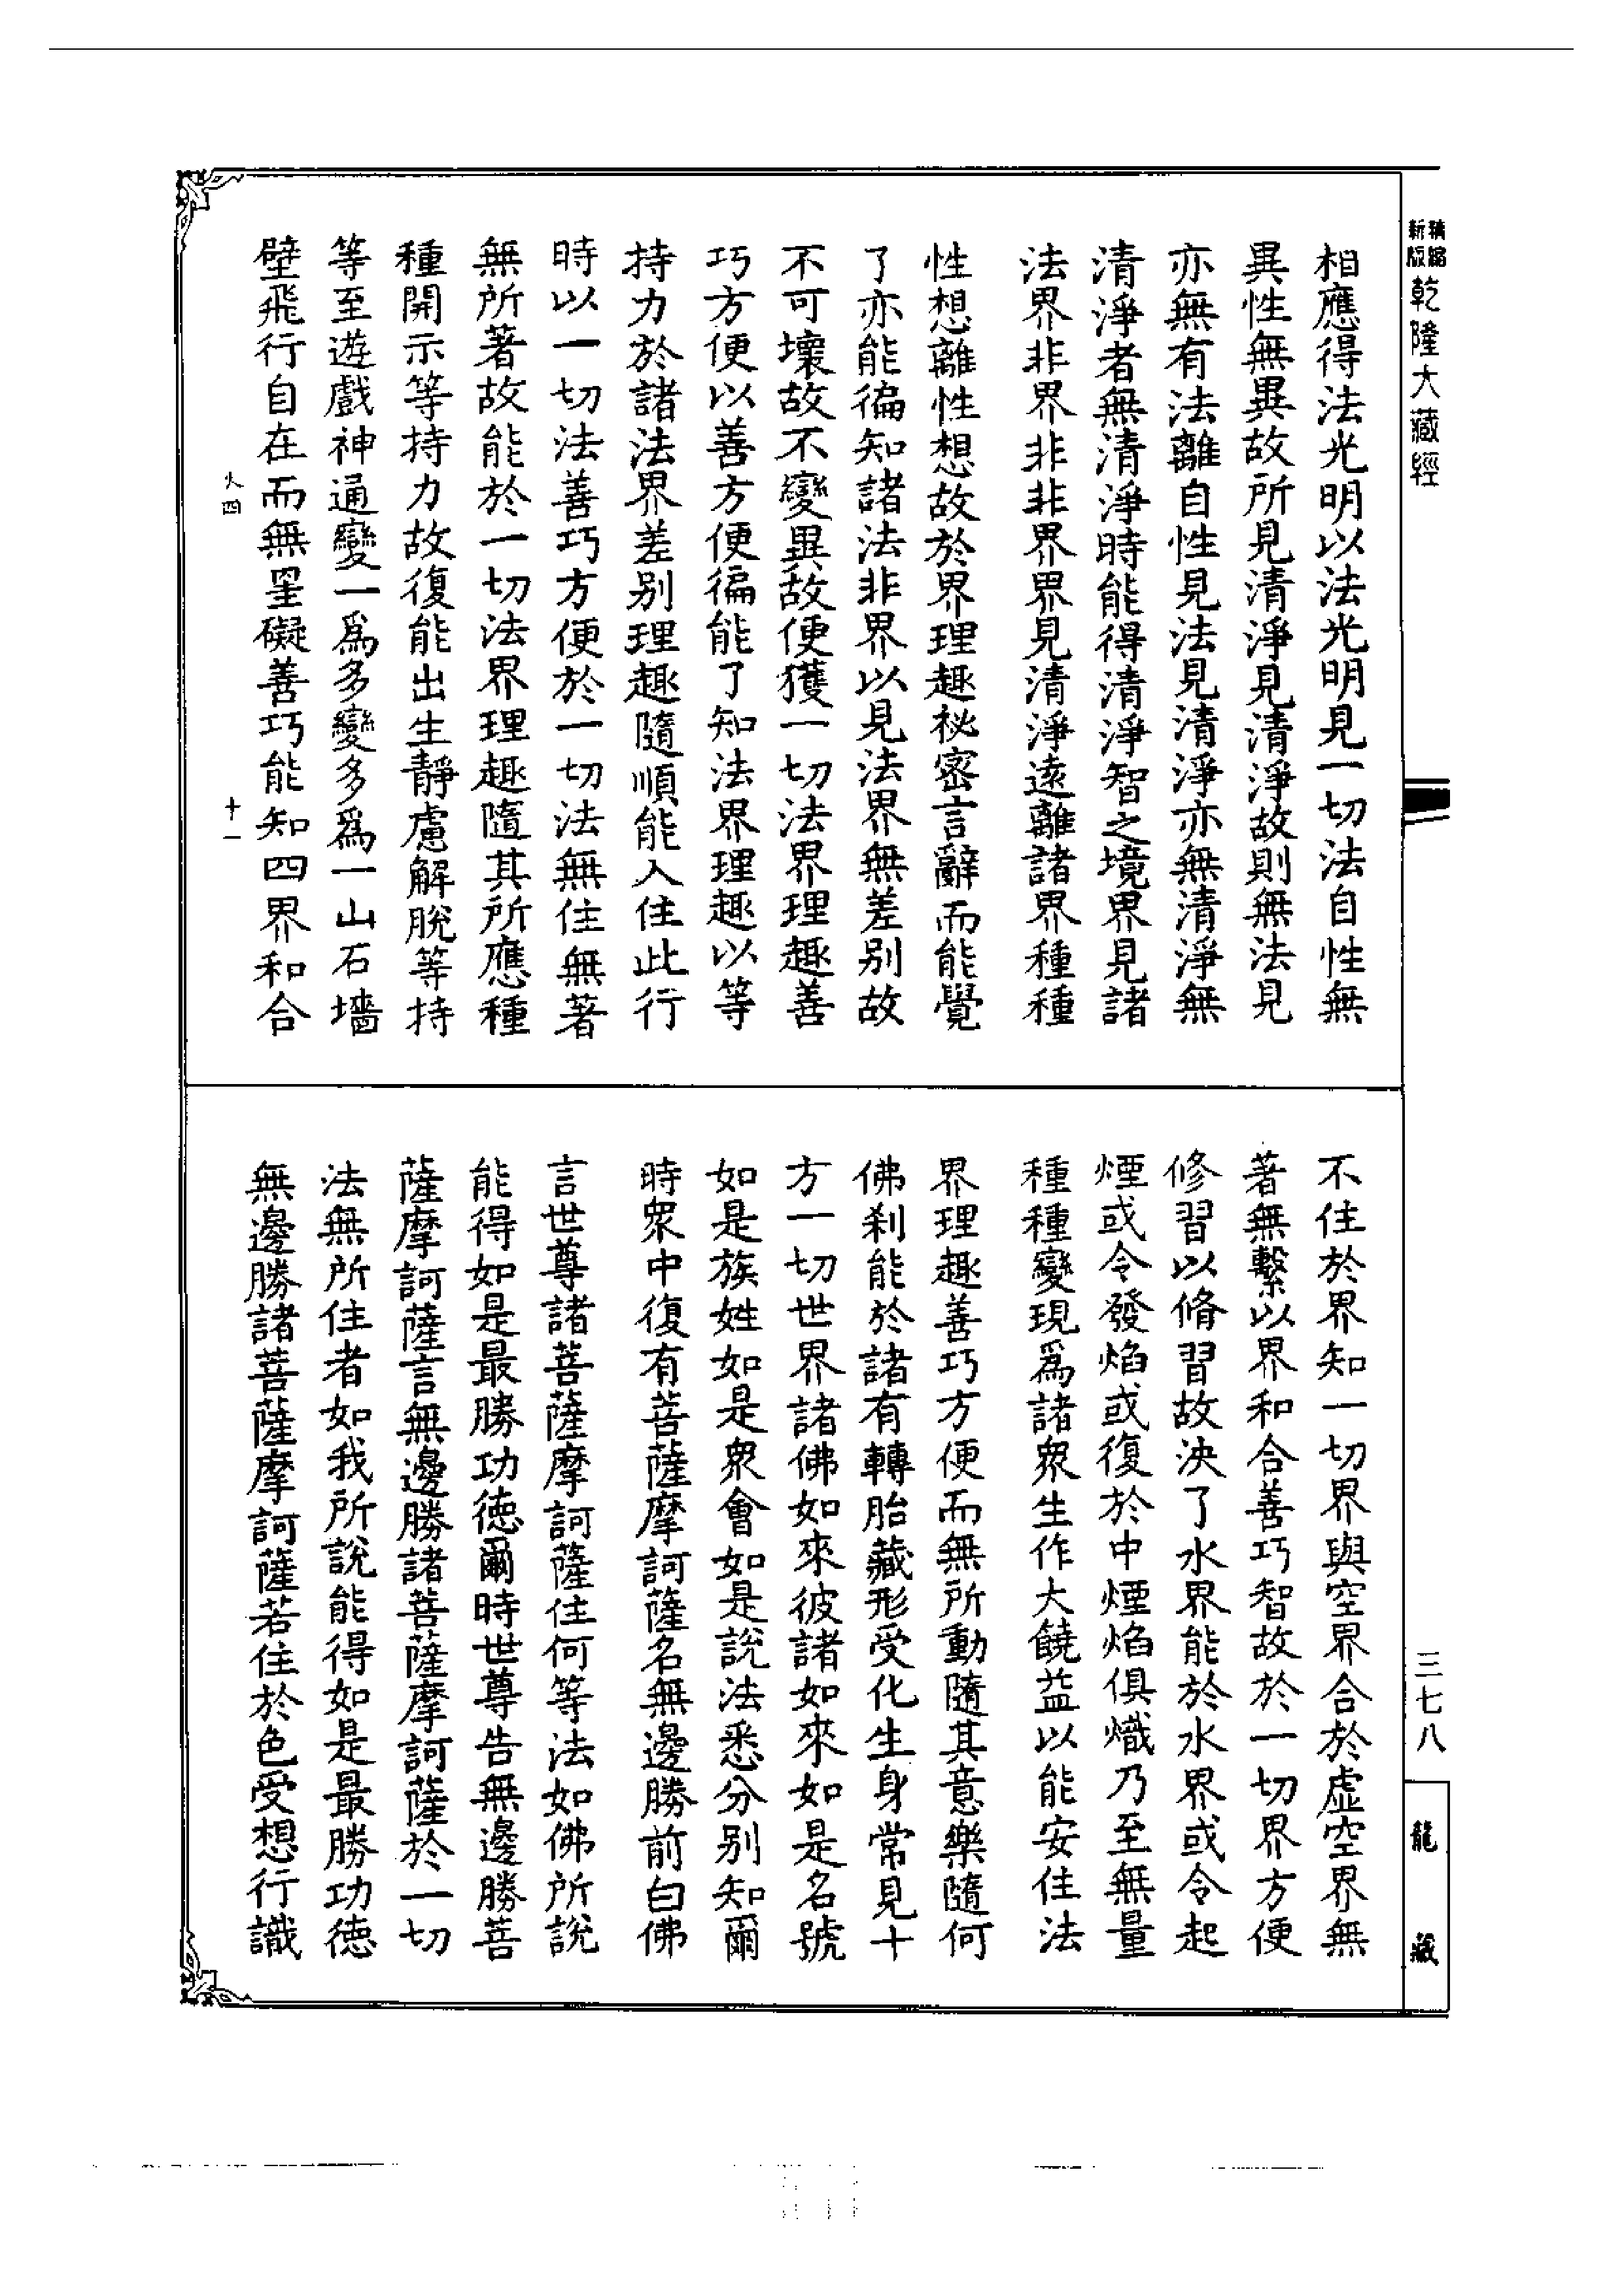 精縮新版
乾隆大藏經
相應得法光明以法光明見一切法自性無
異性無異故所見清淨見清淨故則無法見
亦無有法離自性見法見清淨亦無清淨無
清淨者無清淨時能得清淨智之境界見諸
法界非界非非界界見清淨遠離諸界種種
性想離性想故於界理趣祕密言辭而能覺
了亦能徧知諸法非界以見法界無差別故
不可壞故不變異故便獲一切法界理趣善
巧方便以善方便徧能了知法界理趣以等
持力於諸法界差別理趣隨順能入住此行
時以一切法善巧方便於一切法無住無著
無所著故能於一切法界理趣隨其所應種
種開示等持力故復能出生靜慮解脫等持
等至遊戲神通變一爲多變多爲一山石墻
壁飛行自在而無罣礙善巧能知四界和合
火四
十一
不住於界知一切界與空界合於虛空界無
著無繫以界和合善巧智故於一切界方便
修習以脩習故決了水界能於水界或令起
煙或令發焰或復於中煙焰俱熾乃至無量
種種變現爲諸衆生作大饒益以能安住法
界理趣善巧方便而無所動隨其意樂隨何
佛刹能於諸有轉胎藏形受化生身常見十
方一切世界諸佛如來彼諸如來如是名號
如是族姓如是衆會如是說法悉分別知爾
時衆中復有菩薩摩訶薩名無邊勝前白佛
言世尊諸菩薩摩訶薩住何等法如佛所說
能得如是最勝功德爾時世尊告無邊勝菩
薩摩訶薩言無邊勝諸菩薩摩訶薩於一切
法無所住者如我所說能得如是最勝功德
無邊勝諸菩薩摩訶薩若住於色受想行識
三七八
龍藏